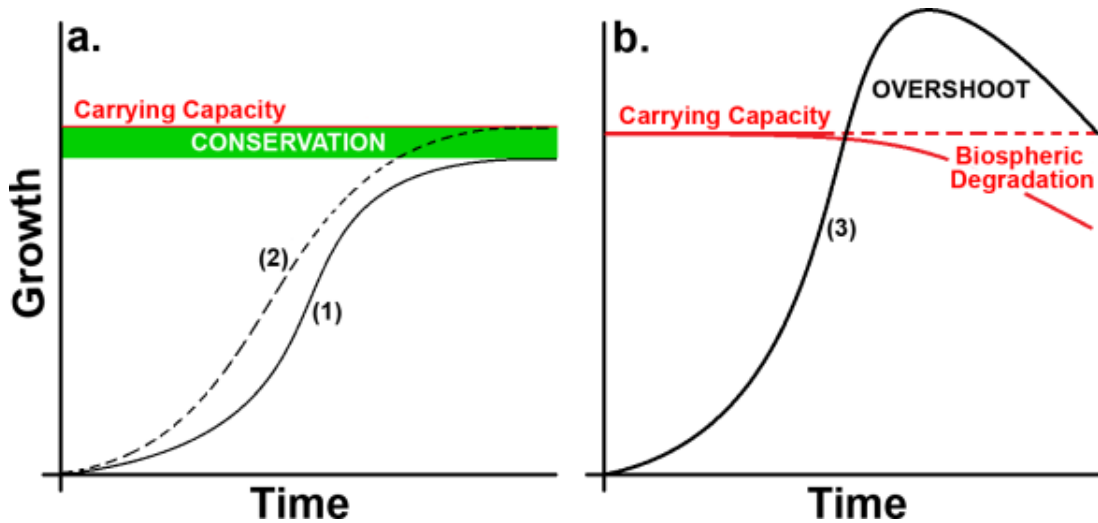 a.
Carrying Capacity
CONSERVATION
(2)
(1)
Growth
Time
b.
OVERSHOOT
Carrying Capacity
Biospheric
Degradation
(3)
Time